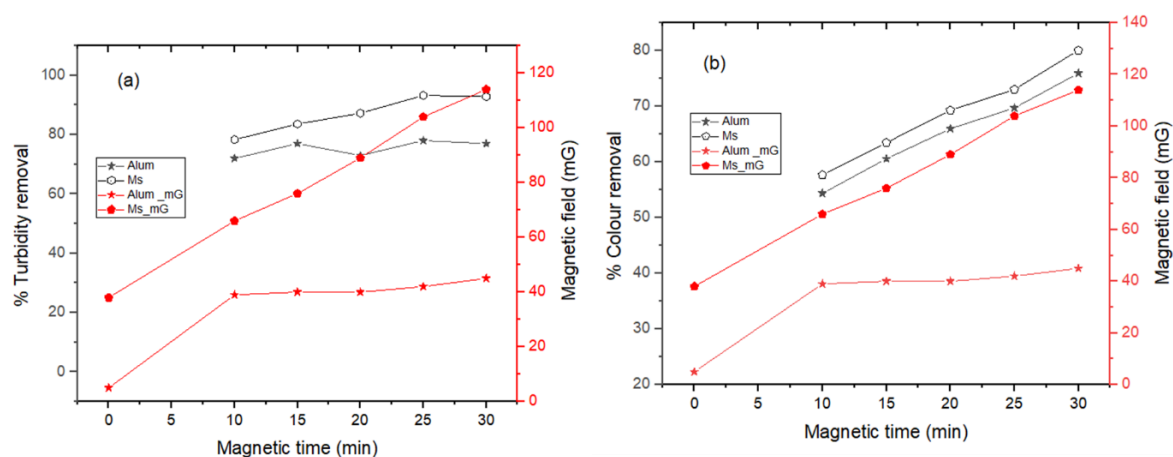 (a)
% Turbidity removal
100
80
60
40
20
0
Alum
Ms
Alum _mG
Ms_mG
120
100
80
60
40
20
0
Magnetic field (mG)
0 5 10 15 20 25 30
Magnetic time (min)
(b)
% Colour removal
80
70
60
50
40
30
20
Alum
Ms
Alum_mG
Ms_mG
140
120
100
80
60
40
20
0
Magnetic field (mG)
0 5 10 15 20 25 30
Magnetic time (min)